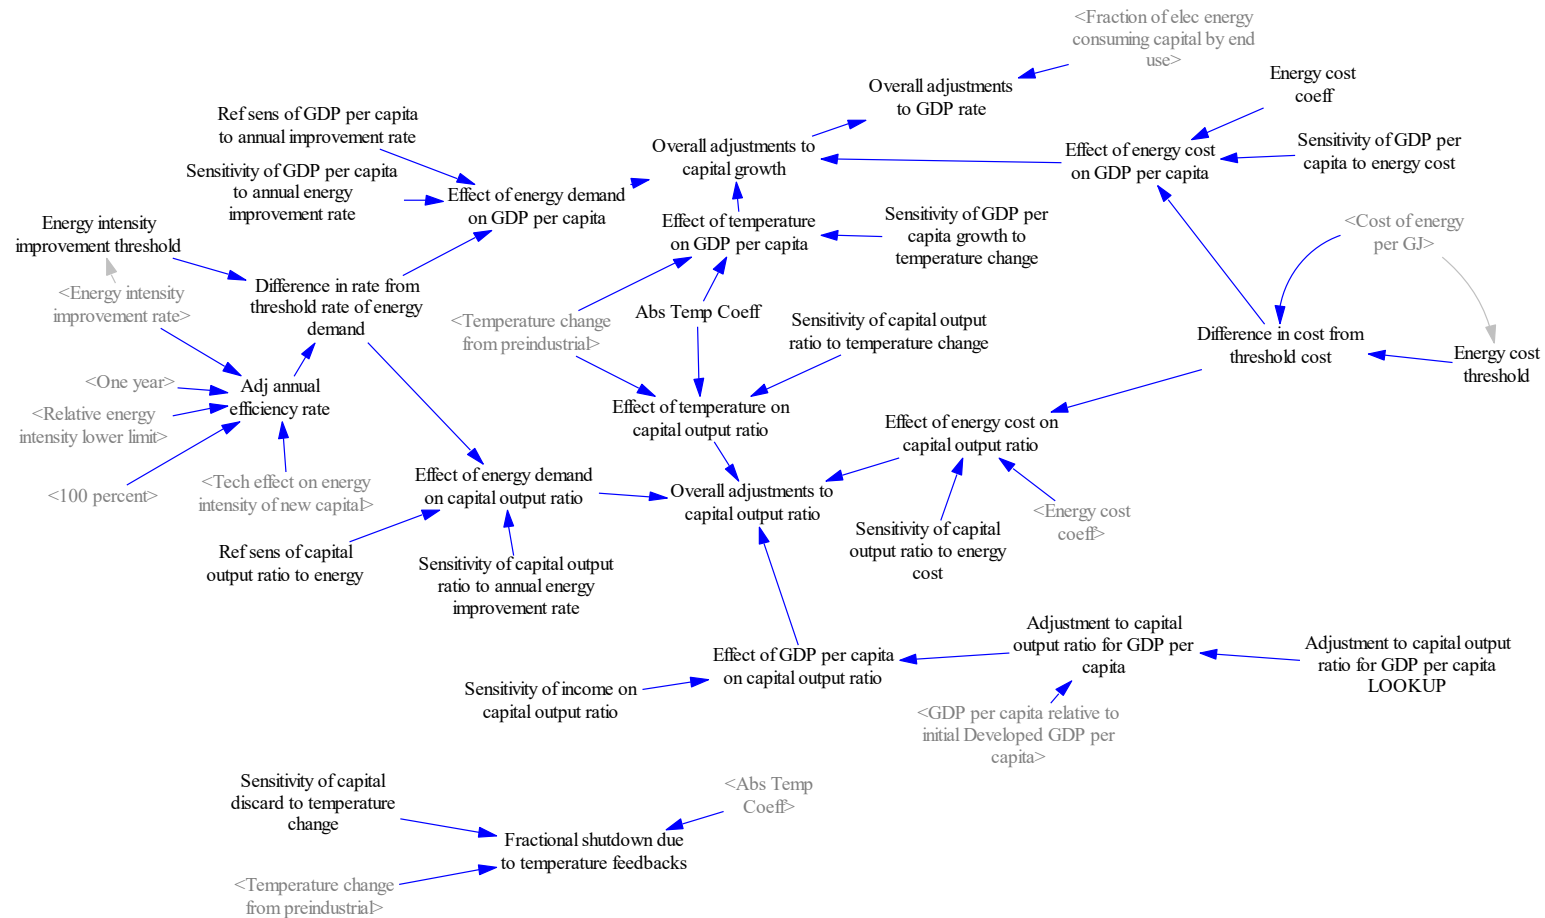 <Fraction of elec energy
consuming capital by end
use>
Overall adjustments
to GDP rate
Energy cost
coeff
Ref sens of GDP per capita
to annual improvement rate
Overall adjustments to
capital growth
Effect of energy cost
on GDP per capita
Sensitivity of GDP per
capita to energy cost
Sensitivity of GDP per capita
to annual energy
improvement rate
Effect of energy demand
on GDP per capita
Energy intensity
improvement threshold
Effect of temperature
on GDP per capita
Sensitivity of GDP per
capita growth to
temperature change
<Cost of energy
per GJ>
<Energy intensity
improvement rate>
Difference in rate from
threshold rate of energy
demand
<Temperature change
from preindustrial>
Abs Temp Coeff
Sensitivity of capital output
ratio to temperature change
Difference in cost from
threshold cost
Energy cost
threshold
<One year>
Adj annual
efficiency rate
<Relative energy
intensity lower limit>
Effect of temperature on
capital output ratio
Effect of energy cost on
capital output ratio
<100 percent>
<Tech effect on energy
intensity of new capital>
Effect of energy demand
on capital output ratio
Overall adjustments to
capital output ratio
Sensitivity of capital
output ratio to energy
cost
<Energy cost
coeff>
Ref sens of capital
output ratio to energy
Sensitivity of capital output
ratio to annual energy
improvement rate
Effect of GDP per capita
on capital output ratio
Adjustment to capital
output ratio for GDP per
capita
Adjustment to capital output
ratio for GDP per capita
LOOKUP
Sensitivity of income on
capital output ratio
<GDP per capita relative to
initial Developed GDP per
capita>
Sensitivity of capital
discard to temperature
change
<Abs Temp
Coeff>
Fractional shutdown due
to temperature feedbacks
<Temperature change
from preindustrial>